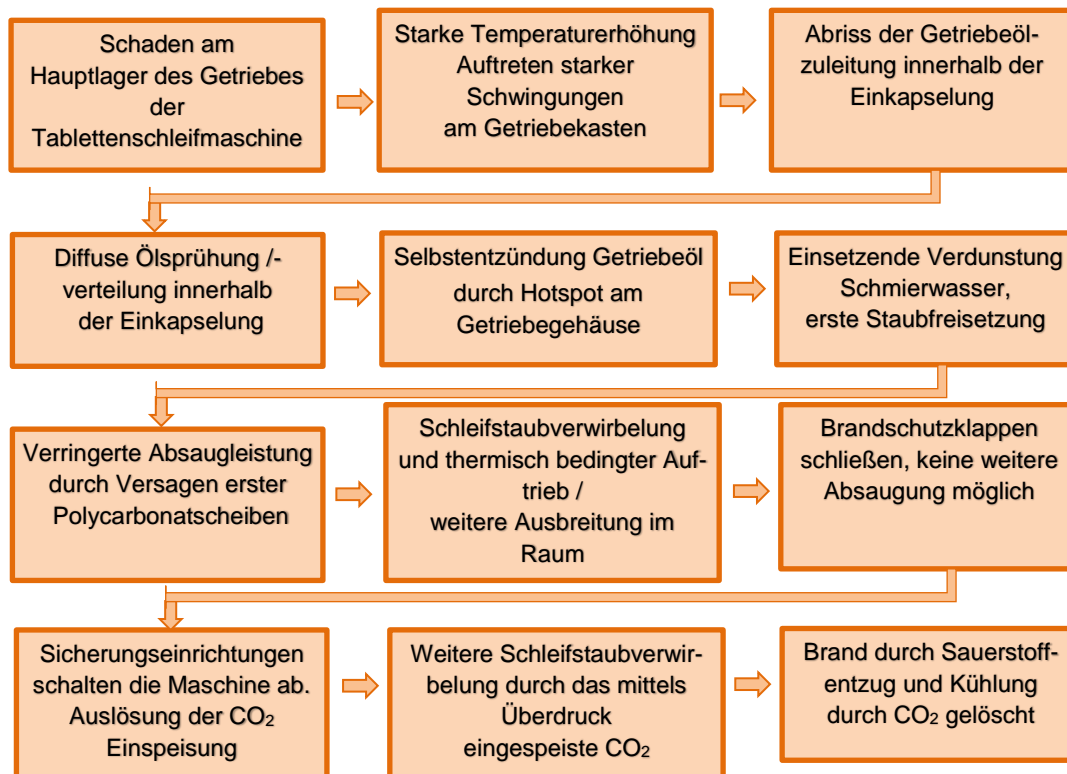 Schaden am
Hauptlager des Getriebes
der
Tablettenschleifmaschine
Starke Temperaturerhöhung
Auftreten starker
Schwingungen
am Getriebekasten
Abriss der Getriebeöl-
zuleitung innerhalb der
Einkapselung
Diffuse Ölsprühung /-
verteilung innerhalb
der Einkapselung
Selbstentzündung Getriebeöl
durch Hotspot am
Getriebegehäuse
Einsetzende Verdunstung
Schmierwasser,
erste Staubfreisetzung
Verringerte Absaugleistung
durch Versagen erster
Polycarbonatscheiben
Schleifstaubverwirbelung
und thermisch bedingter Auf-
trieb /
weitere Ausbreitung im
Raum
Brandschutzklappen
schließen, keine weitere
Absaugung möglich
Sicherungseinrichtungen
schalten die Maschine ab.
Auslösung der CO₂
Einspeisung
Weitere Schleifstaubverwir-
belung durch das mittels
Überdruck
eingespeiste CO₂
Brand durch Sauerstoff-
entzug und Kühlung
durch CO₂ gelöscht